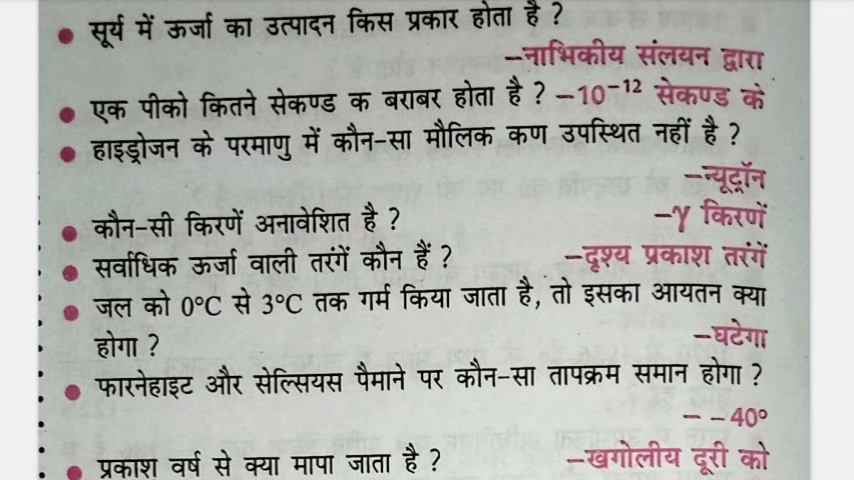 सूर्य में ऊर्जा का उत्पादन किस प्रकार होता है ?
–नाभिकीय संलयन द्वारा
एक पीको कितने सेकण्ड क बराबर होता है ? –10⁻¹² सेकण्ड के
हाइड्रोजन के परमाणु में कौन-सा मौलिक कण उपस्थित नहीं है ?
–न्यूट्रॉन
कौन-सी किरणें अनावेशित है ? –γ किरणें
सर्वाधिक ऊर्जा वाली तरंगें कौन हैं ? –दृश्य प्रकाश तरंगें
जल को 0°C से 3°C तक गर्म किया जाता है, तो इसका आयतन क्या
होगा ? –घटेगा
फारनेहाइट और सेल्सियस पैमाने पर कौन-सा तापक्रम समान होगा ?
– –40°
प्रकाश वर्ष से क्या मापा जाता है ? –खगोलीय दूरी को